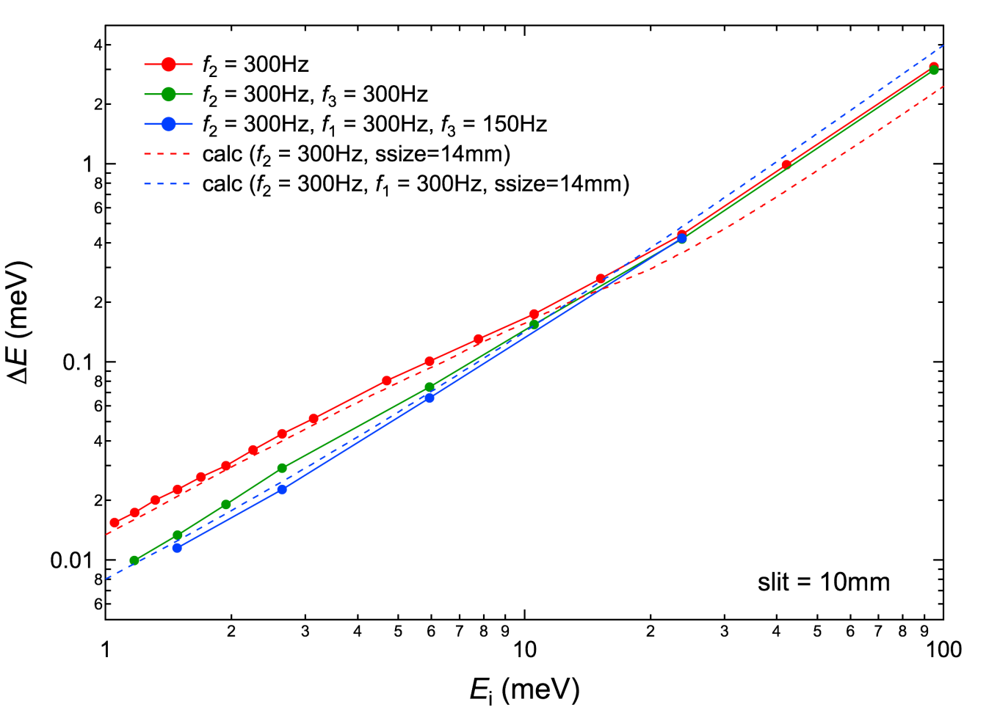 f2 = 300Hz
f2 = 300Hz, f3 = 300Hz
f2 = 300Hz, f1 = 300Hz, f3 = 150Hz
calc (f2 = 300Hz, ssize=14mm)
calc (f2 = 300Hz, f1 = 300Hz, ssize=14mm)
4
2
1
8
6
4
2
0.1
8
6
4
2
0.01
8
6
ΔE (meV)
slit = 10mm
2 3 4 5 6 7 8 9 2 3 4 5 6 7 8 9
1 10 100
Ei (meV)